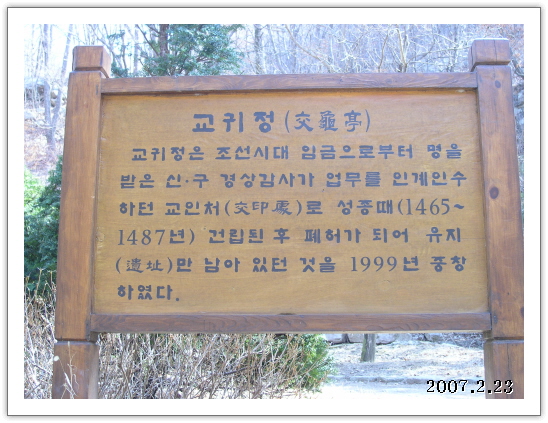 교귀정(交龜亭)
교귀정은 조선시대 임금으로부터 명을
받은 신·구 경상감사가 업무를 인계인수
하던 교인처(交印處)로 성종때(1465~
1487년) 건립된 후 폐허가 되어 유지
(遺址)만 남아 있던 것을 1999년 중창
하였다.
2007.2.23